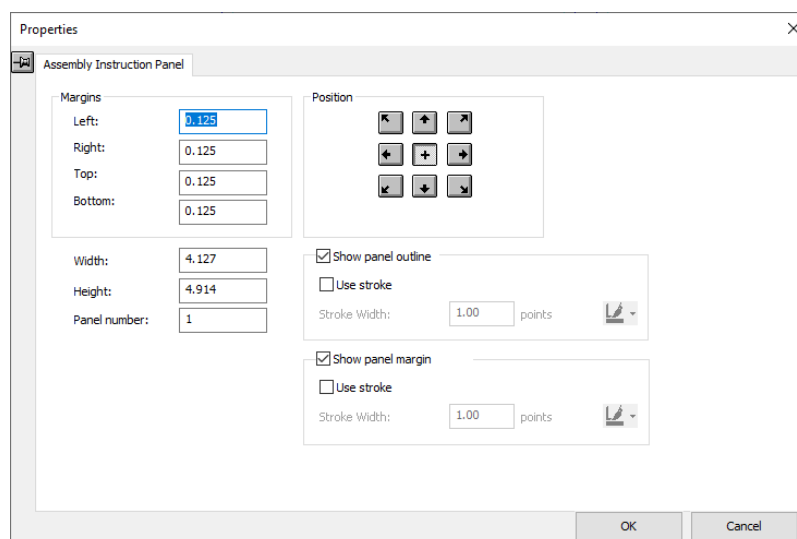 Properties
Assembly Instruction Panel
Margins
Left: 0.125
Right: 0.125
Top: 0.125
Bottom: 0.125
Position
Width: 4.127
Height: 4.914
Panel number: 1
Show panel outline
Use stroke
Stroke Width: 1.00 points
Show panel margin
Use stroke
Stroke Width: 1.00 points
OK Cancel